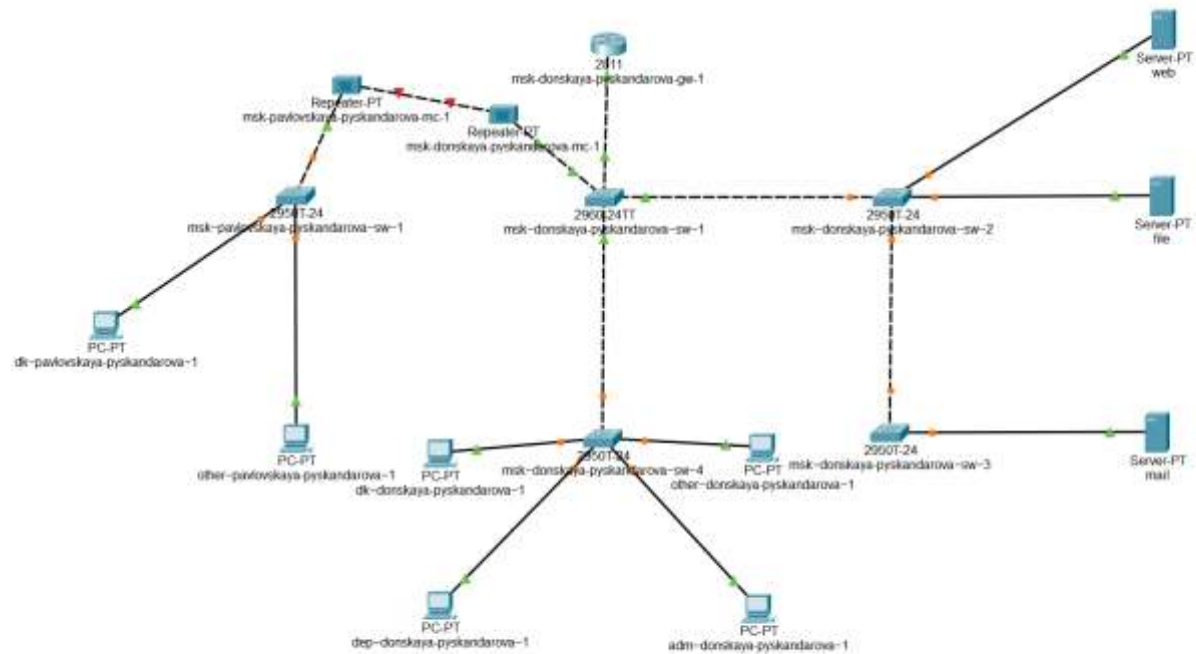 2811
msk-donskaya-pyskandarova-gw-1
Server-PT
web
Repeater-PT
msk-pavlovskaya-pyskandarova-mc-1
Repeater-PT
msk-donskaya-pyskandarova-mc-1
2950T-24
msk-pavlovskaya-pyskandarova-sw-1
2960-24TT
msk-donskaya-pyskandarova-sw-1
2950T-24
msk-donskaya-pyskandarova-sw-2
Server-PT
file
PC-PT
dk-pavlovskaya-pyskandarova-1
PC-PT
other-pavlovskaya-pyskandarova-1
PC-PT
dk-donskaya-pyskandarova-1
2950T-24
msk-donskaya-pyskandarova-sw-4
PC-PT
other-donskaya-pyskandarova-1
2950T-24
msk-donskaya-pyskandarova-sw-3
Server-PT
mail
PC-PT
dep-donskaya-pyskandarova-1
PC-PT
adm-donskaya-pyskandarova-1